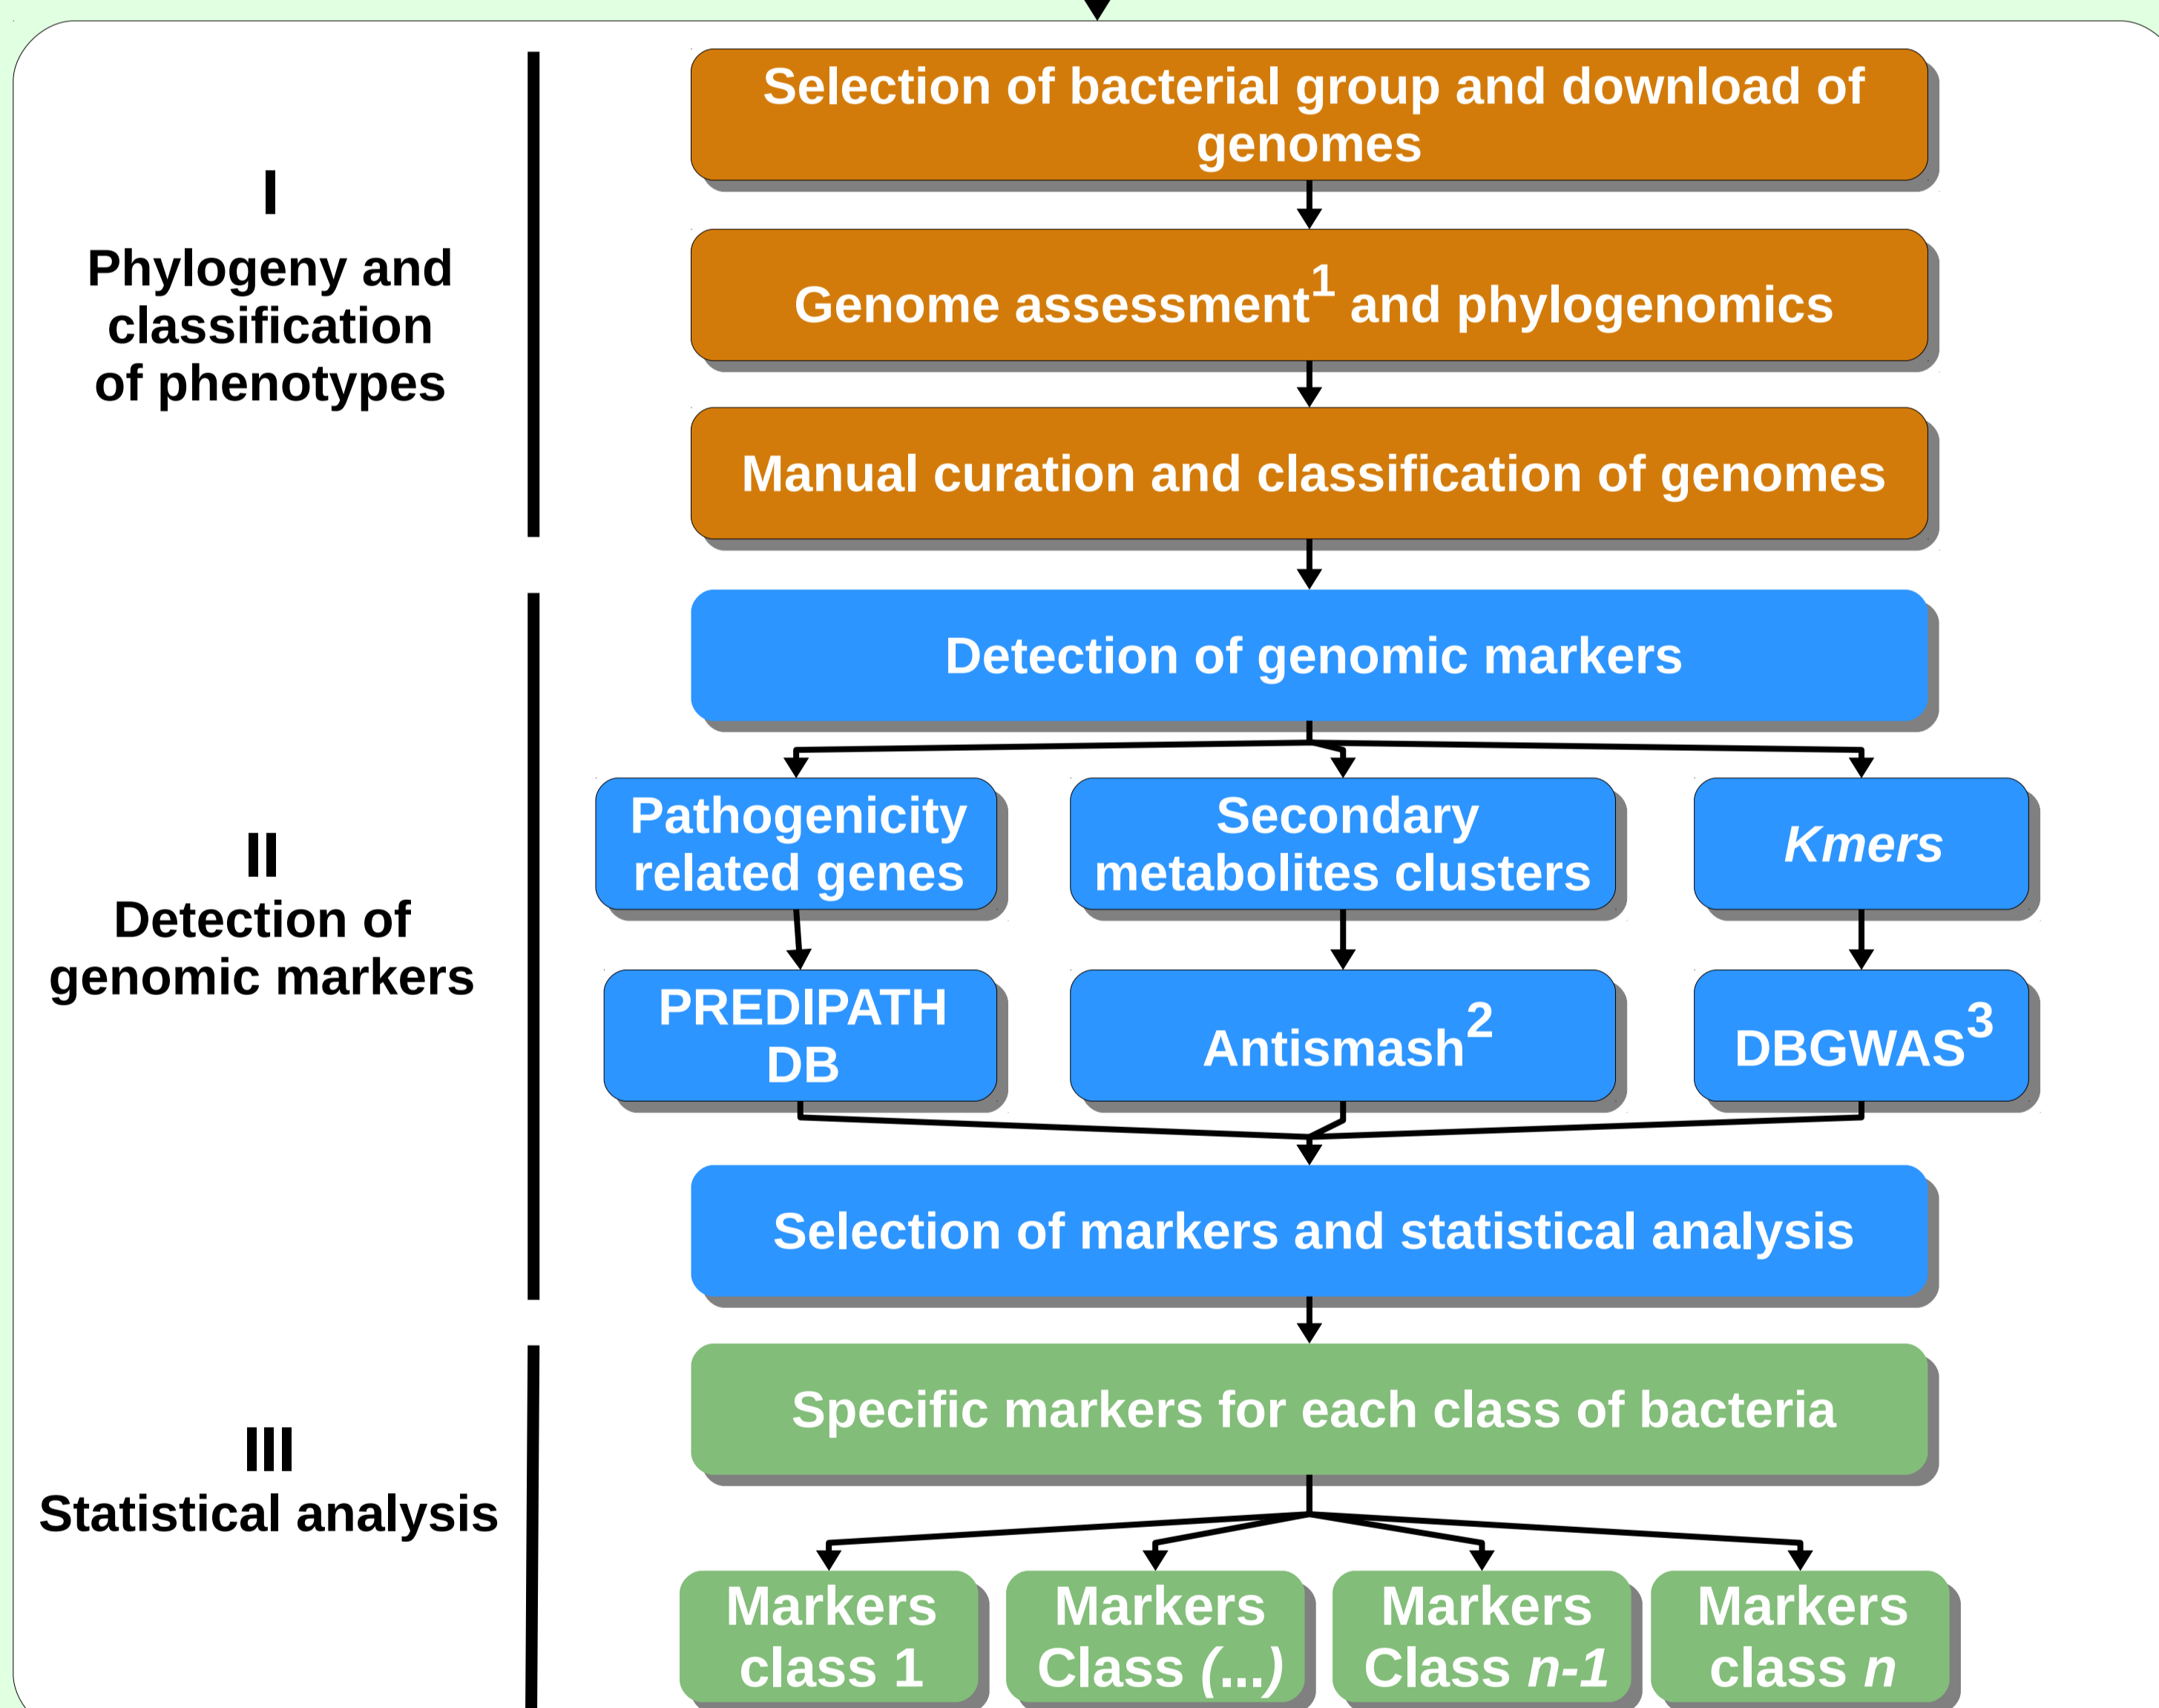 I
Phylogeny and
classification
of phenotypes
Selection of bacterial group and download of
genomes
Genome assessment1 and phylogenomics
Manual curation and classification of genomes
II
Detection of
genomic markers
Detection of genomic markers
Pathogenicity
related genes
Secondary
metabolites clusters
Kmers
PREDIPATH
DB
Antismash2
DBGWAS3
Selection of markers and statistical analysis
III
Statistical analysis
Specific markers for each class of bacteria
Markers
class 1
Markers
Class (...)
Markers
Class n-1
Markers
class n